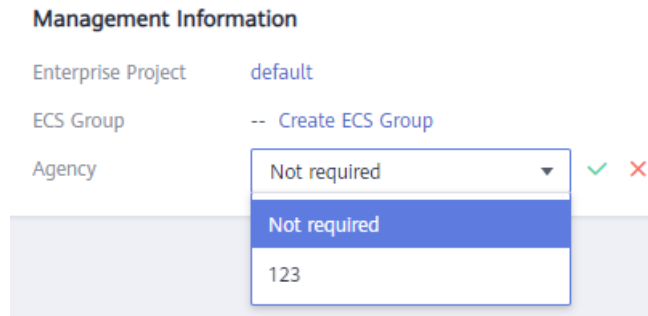 Management Information
Enterprise Project default
ECS Group -- Create ECS Group
Agency Not required
Not required
123